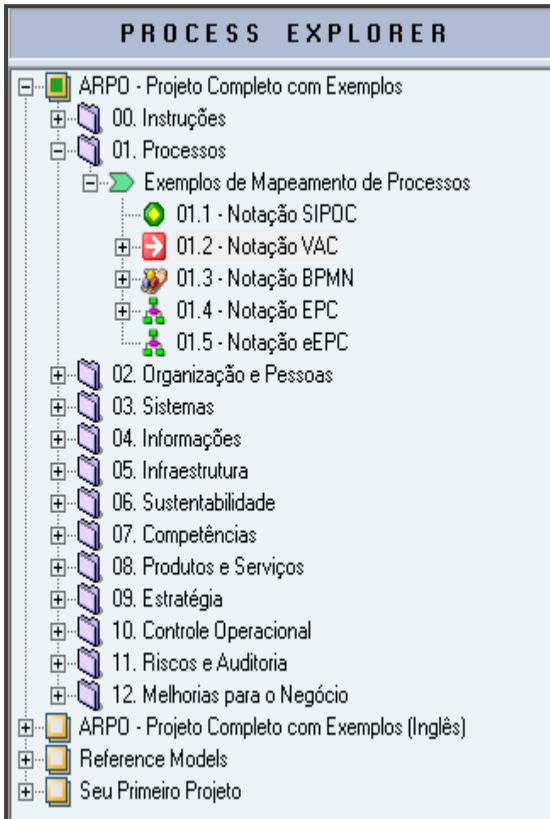 PROCESS EXPLORER
ARPO - Projeto Completo com Exemplos
00. Instruções
01. Processos
Exemplos de Mapeamento de Processos
01.1 - Notação SIPOC
01.2 - Notação VAC
01.3 - Notação BPMN
01.4 - Notação EPC
01.5 - Notação eEPC
02. Organização e Pessoas
03. Sistemas
04. Informações
05. Infraestrutura
06. Sustentabilidade
07. Competências
08. Produtos e Serviços
09. Estratégia
10. Controle Operacional
11. Riscos e Auditoria
12. Melhorias para o Negócio
ARPO - Projeto Completo com Exemplos (Inglês)
Reference Models
Seu Primeiro Projeto